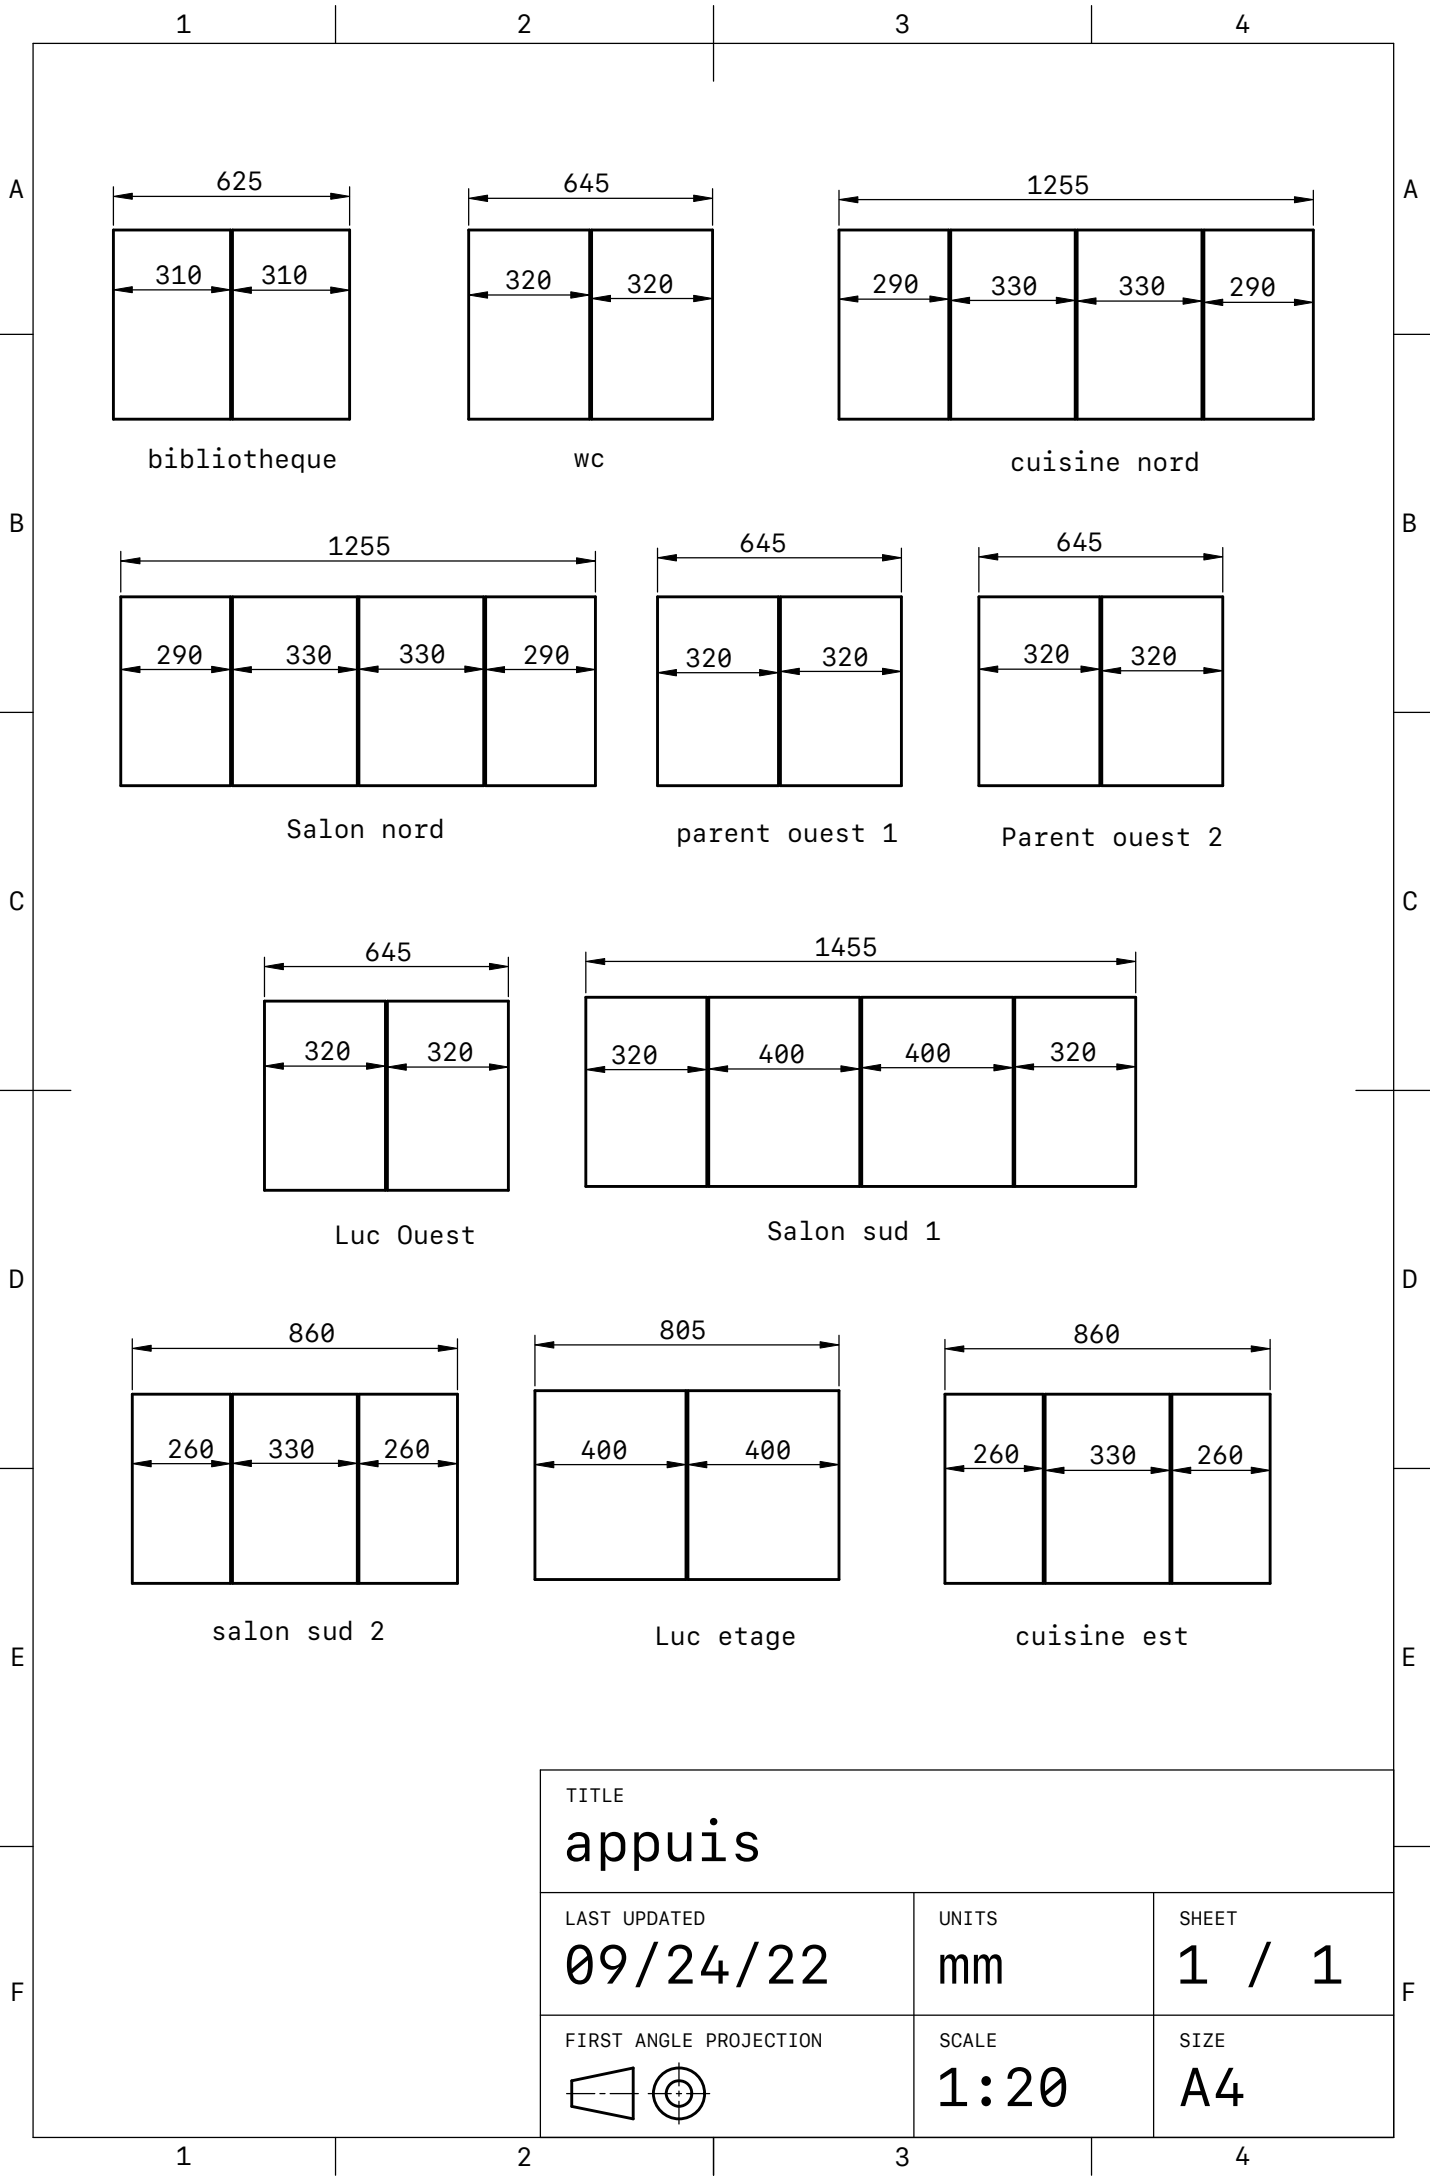 1 2 3 4
A A
625 645 1255
310 310 320 320 290 330 330 290
bibliotheque wc cuisine nord
B B
1255 645 645
290 330 330 290 320 320 320 320
Salon nord parent ouest 1 Parent ouest 2
C C
645 1455
320 320 320 400 400 320
Luc Ouest Salon sud 1
D D
860 805 860
260 330 260 400 400 260 330 260
salon sud 2 Luc etage cuisine est
E E
TITLE
appuis
LAST UPDATED UNITS SHEET
09/24/22 mm 1 / 1
F F
FIRST ANGLE PROJECTION SCALE SIZE
1:20 A4
1 2 3 4